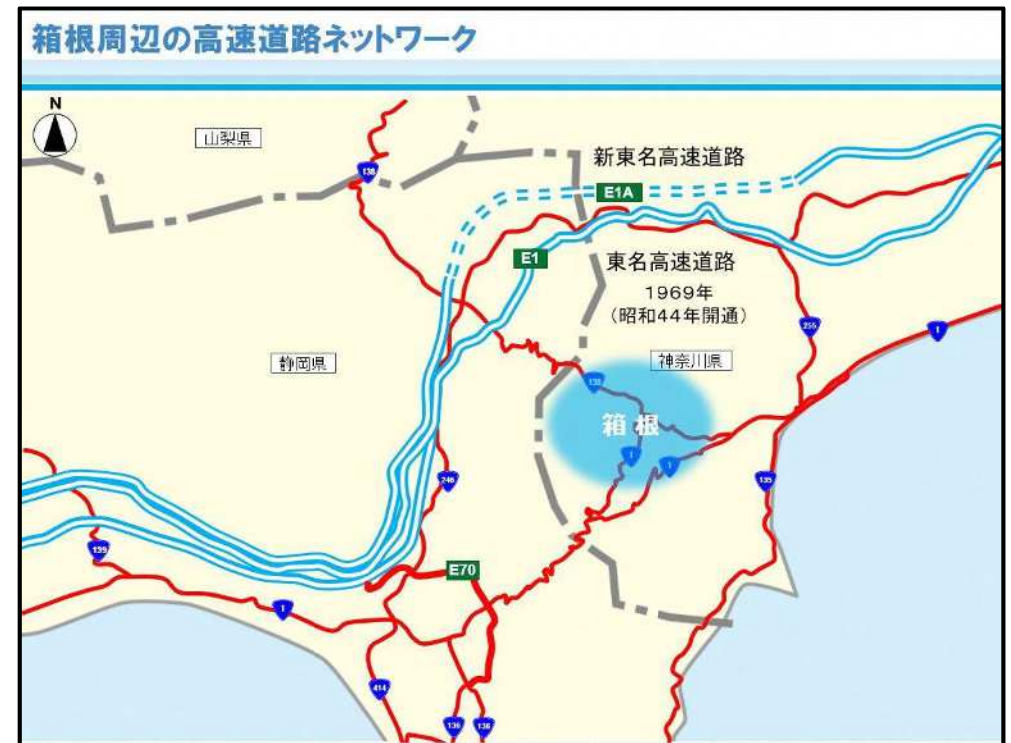 箱根周辺の高速道路ネットワーク
N
山梨県
138
新東名高速道路
E1A
E1
東名高速道路
1969年
（昭和44年開通）
255
1
静岡県
神奈川県
138
箱根
1
1
246
135
139
E70
1
414
136
136